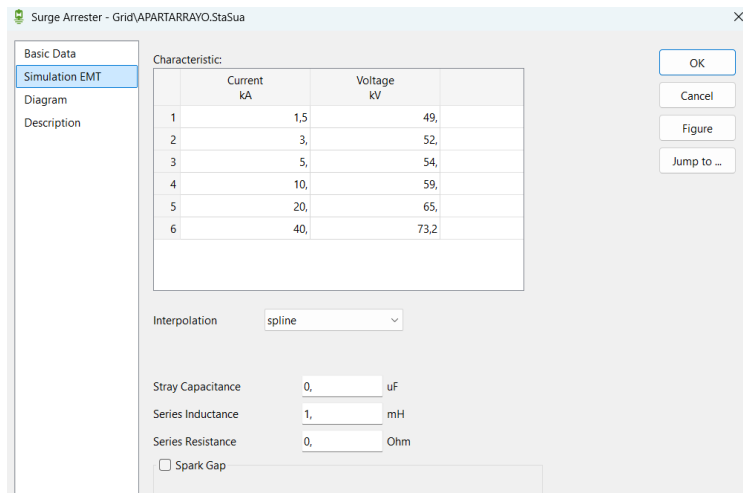 Surge Arrester - Grid\APARTARRAYO.StaSua
Basic Data
Simulation EMT
Diagram
Description
Characteristic:
Current
kA
Voltage
kV
1 1,5 49,
2 3, 52,
3 5, 54,
4 10, 59,
5 20, 65,
6 40, 73,2
Interpolation spline
Stray Capacitance 0, uF
Series Inductance 1, mH
Series Resistance 0, Ohm
Spark Gap
OK
Cancel
Figure
Jump to ...